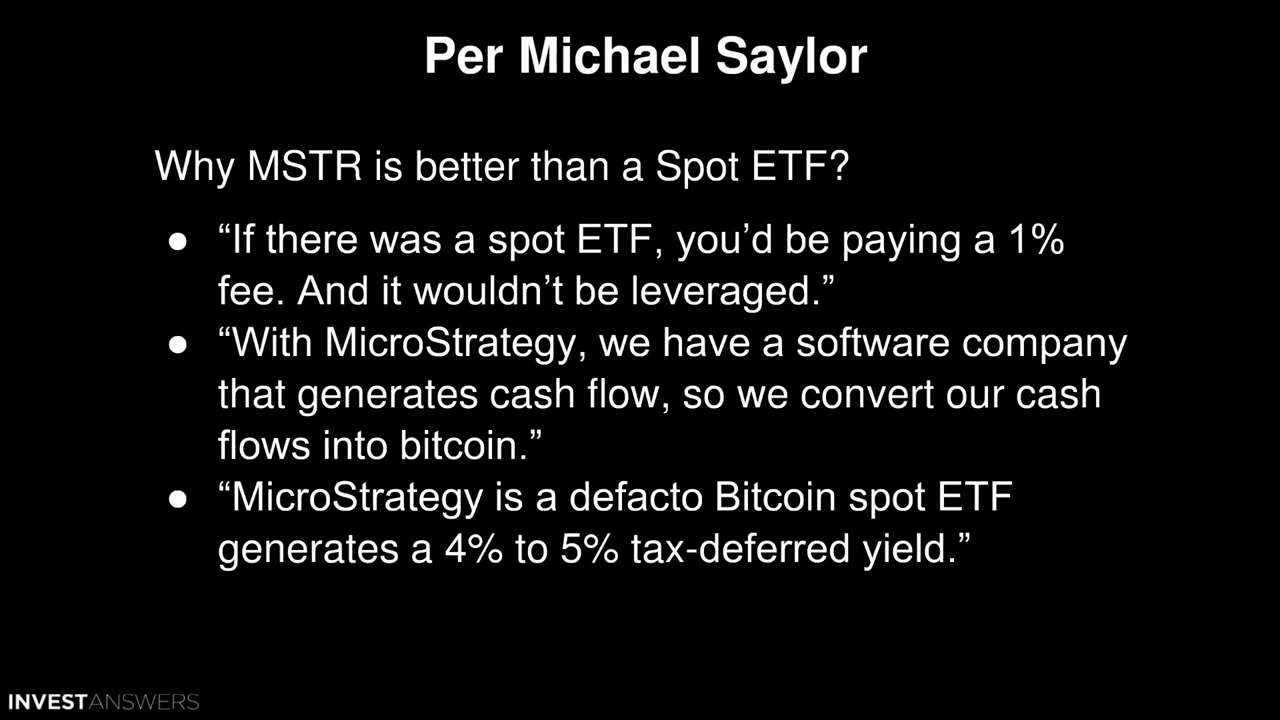 Per Michael Saylor
Why MSTR is better than a Spot ETF?
● “If there was a spot ETF, you’d be paying a 1%
fee. And it wouldn’t be leveraged.”
● “With MicroStrategy, we have a software company
that generates cash flow, so we convert our cash
flows into bitcoin.”
● “MicroStrategy is a defacto Bitcoin spot ETF
generates a 4% to 5% tax-deferred yield.”
INVESTANSWERS